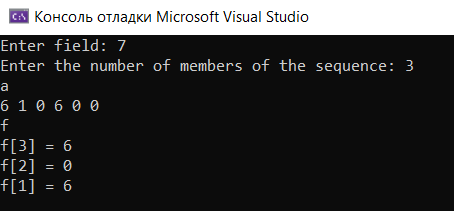 Консоль отладки Microsoft Visual Studio
Enter field: 7
Enter the number of members of the sequence: 3
a
6 1 0 6 0 0
f
f[3] = 6
f[2] = 0
f[1] = 6